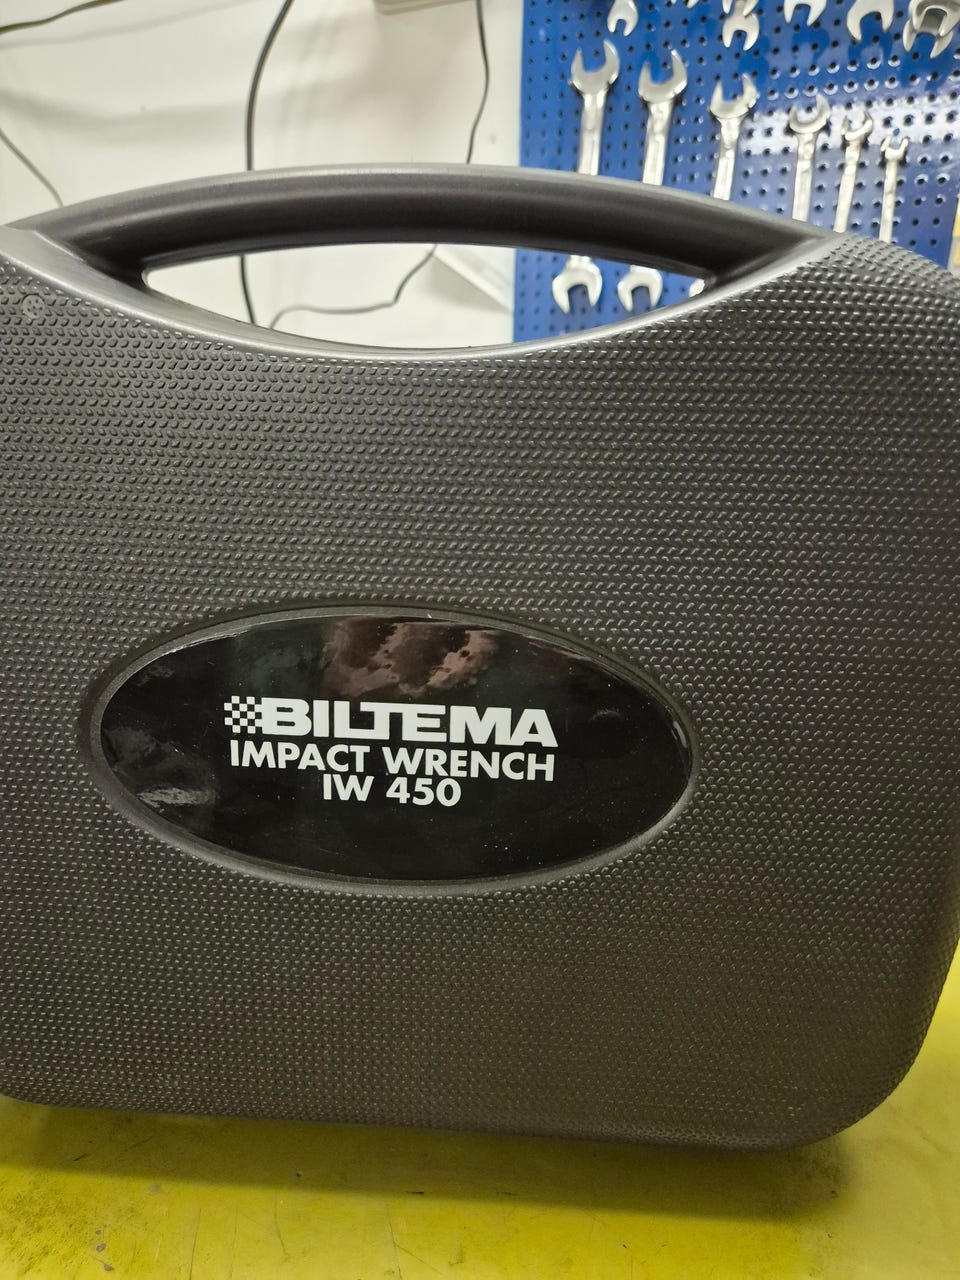 BILTEMA
IMPACT WRENCH
IW 450